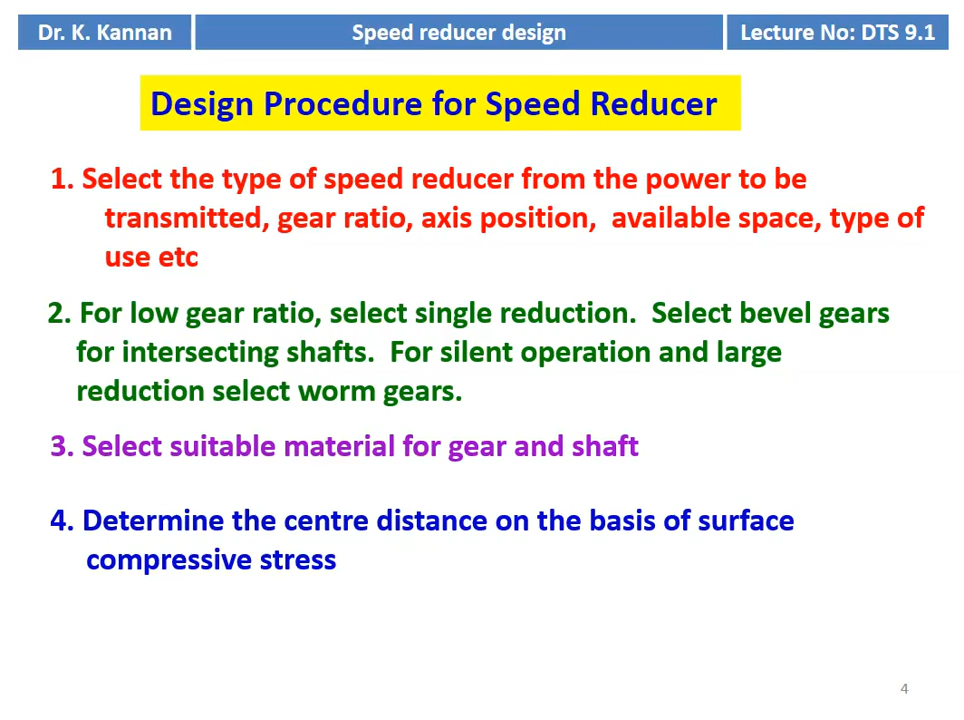 Dr. K. Kannan
Speed reducer design
Lecture No: DTS 9.1
Design Procedure for Speed Reducer
1. Select the type of speed reducer from the power to be
transmitted, gear ratio, axis position,  available space, type of
use etc
2. For low gear ratio, select single reduction.  Select bevel gears
for intersecting shafts.  For silent operation and large
reduction select worm gears.
3. Select suitable material for gear and shaft
4. Determine the centre distance on the basis of surface
compressive stress
4